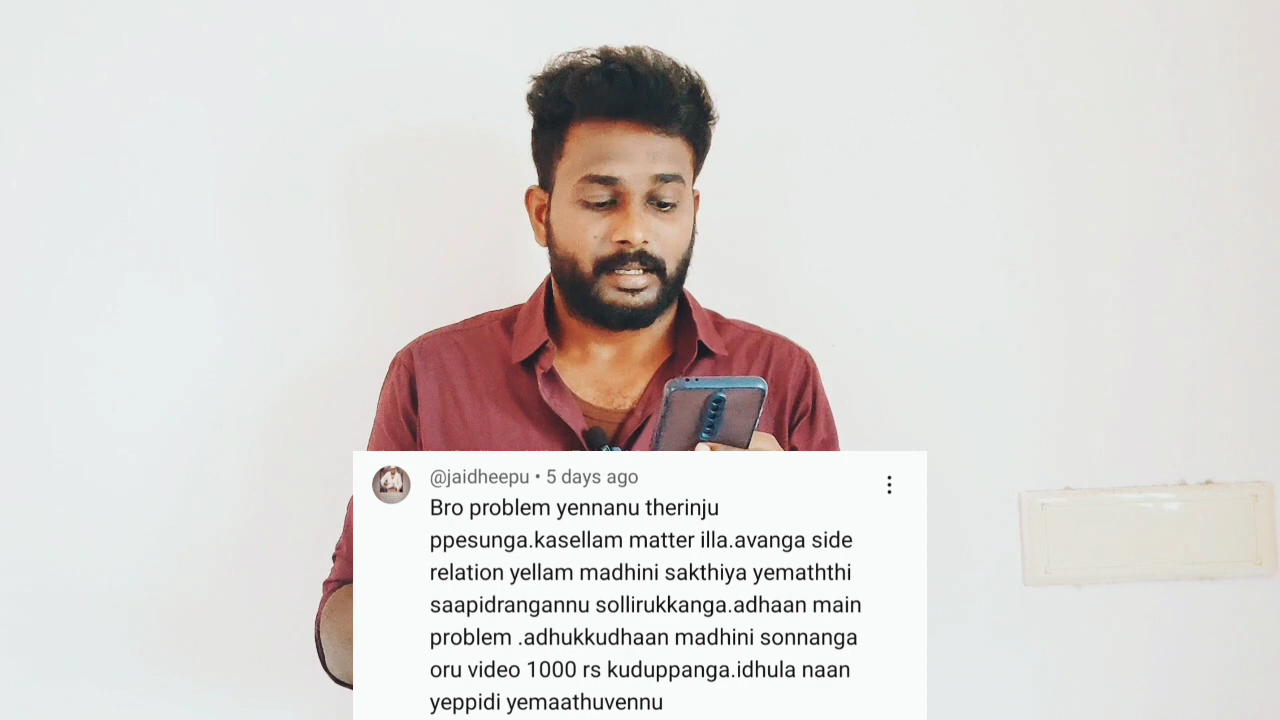 @jaidheepu • 5 days ago
Bro problem yennanu therinju
ppesunga.kasellam matter illa.avanga side
relation yellam madhini sakthiya yemaththi
saapidrangannu sollirukkanga.adhaan main
problem .adhukkudhaan madhini sonnanga
oru video 1000 rs kuduppanga.idhula naan
yeppidi yemaathuvennu